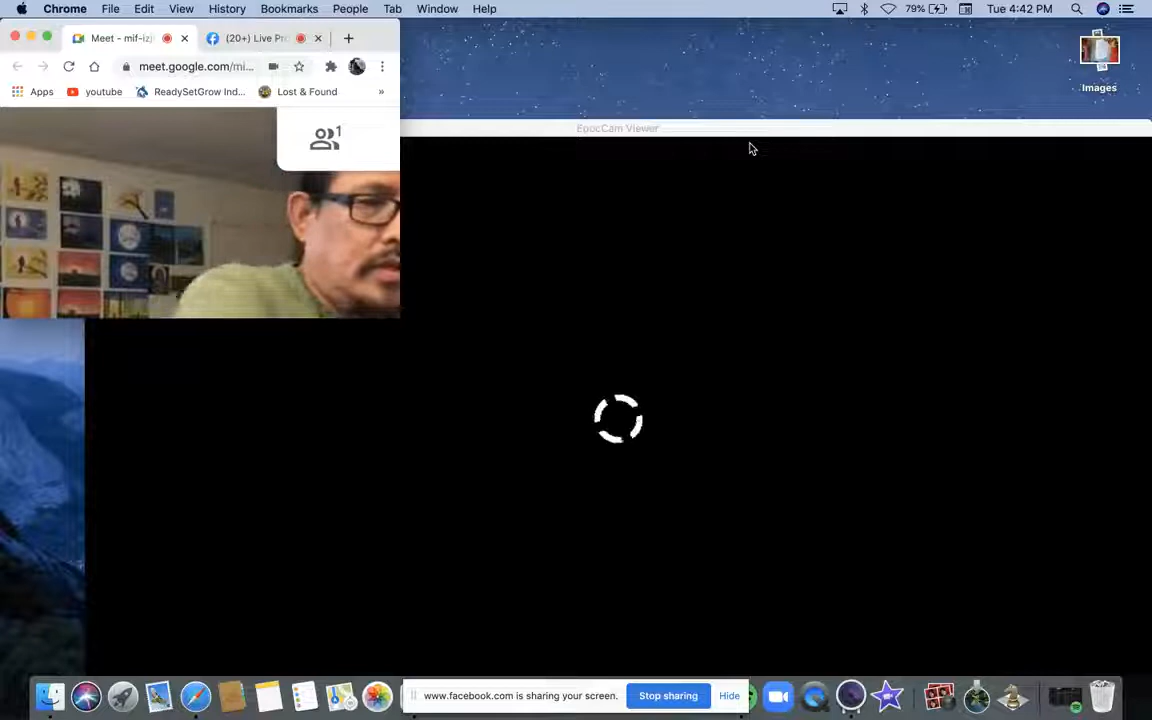 Chrome File Edit View History Bookmarks People Tab Window Help 79% Tue 4:42 PM
Meet - mif-iz (20+) Live Pr
meet.google.com/mi...
Apps youtube ReadySetGrow Ind... Lost & Found »
1
Images
EpocCam Viewer
www.facebook.com is sharing your screen. Stop sharing Hide